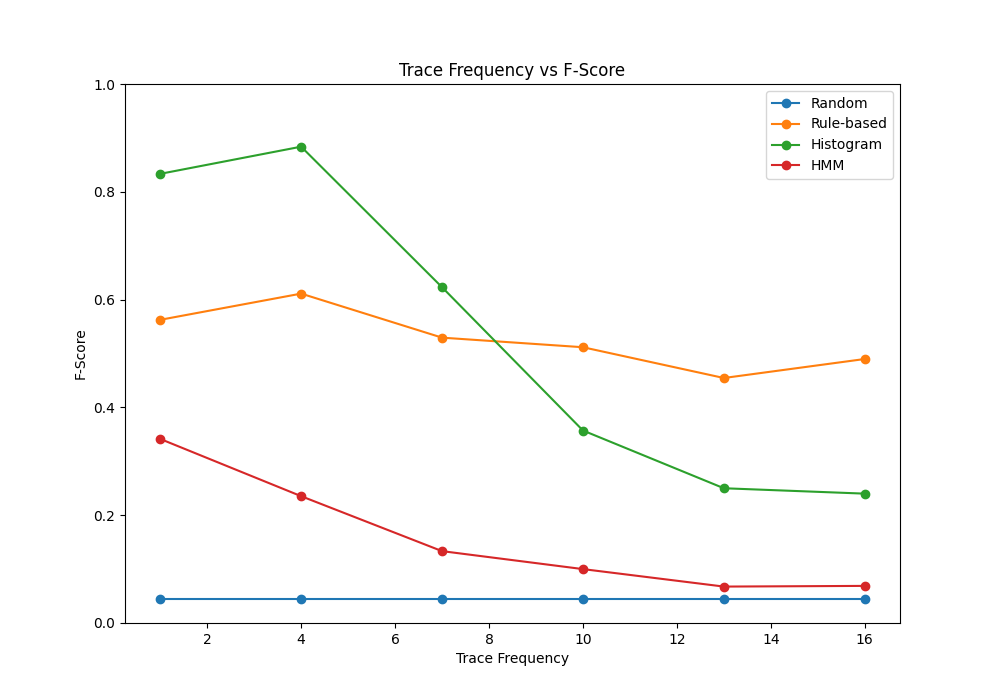 Trace Frequency vs F-Score
Random
Rule-based
Histogram
HMM
1.0
0.8
0.6
0.4
0.2
0.0
F-Score
2 4 6 8 10 12 14 16
Trace Frequency